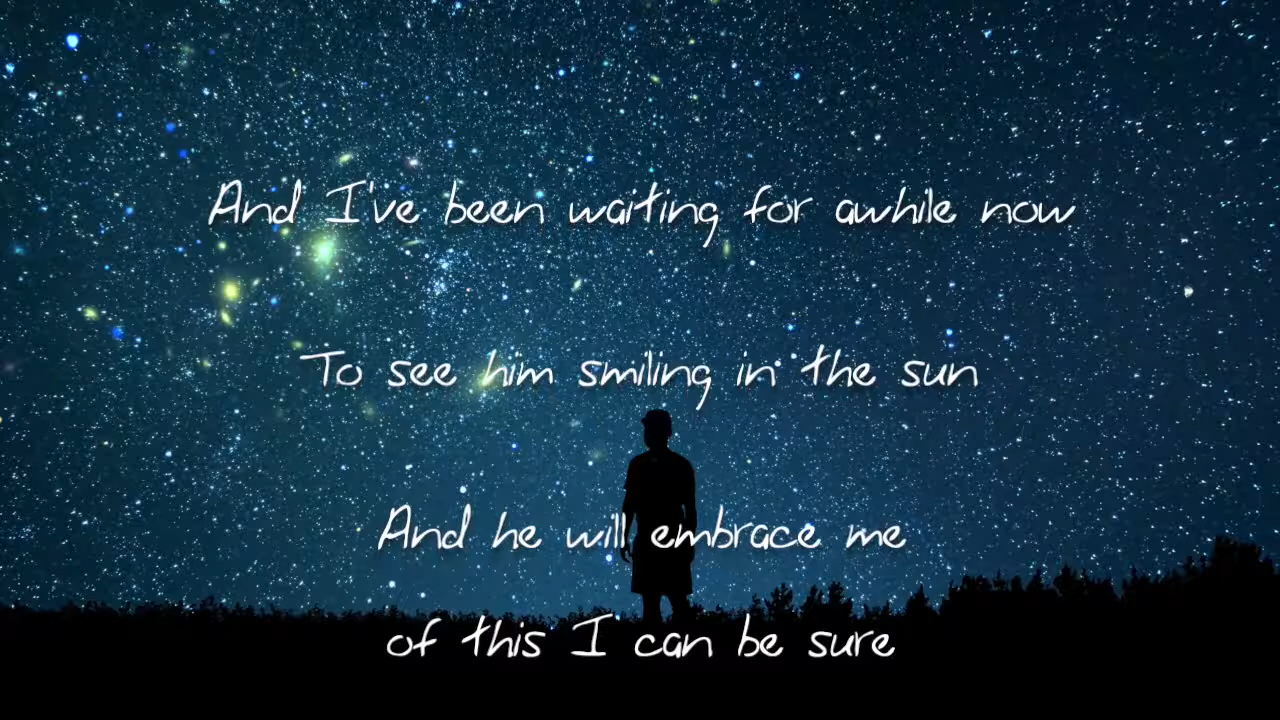 And I've been waiting for awhile now
To see him smiling in the sun
And he will embrace me
of this I can be sure